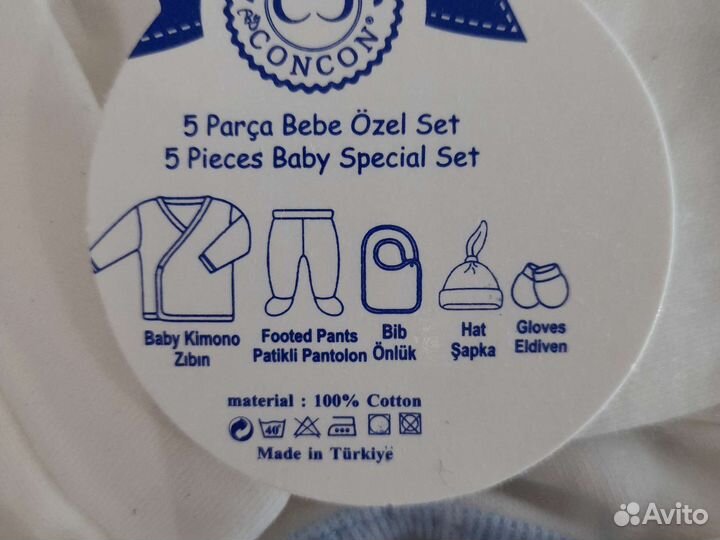 CONCON®
5 Parça Bebe Özel Set
5 Pieces Baby Special Set
Baby Kimono
Zıbın
Footed Pants
Patikli Pantolon
Bib
Önlük
Hat
Şapka
Gloves
Eldiven
material : 100% Cotton
40°
Made in Türkiye
Avito